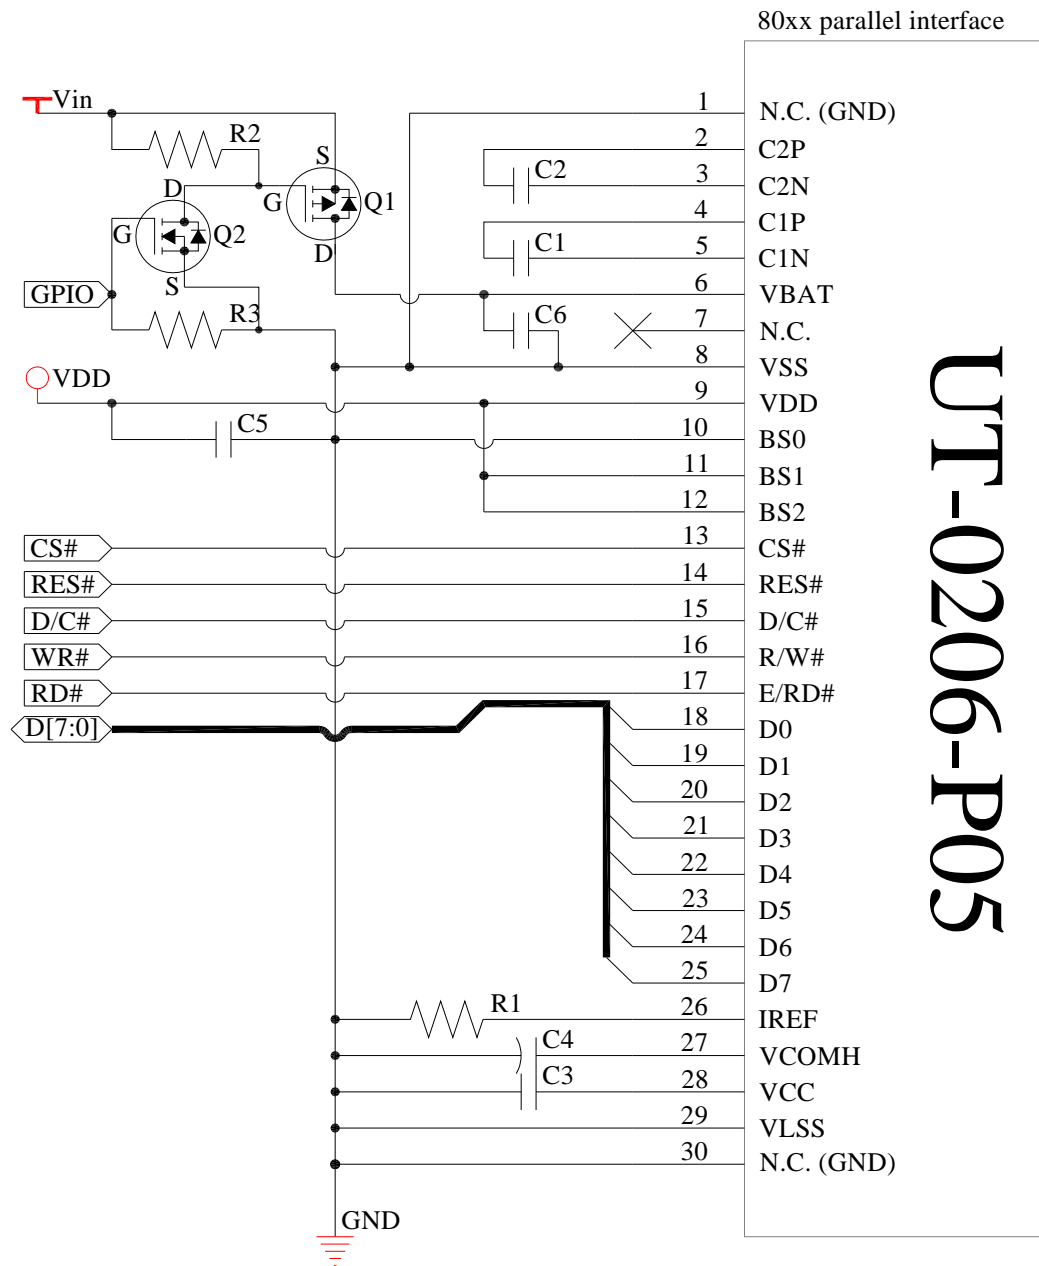 80xx parallel interface
Vin
R2
S
D
G
Q1
G
Q2
D
S
GPIO
R3
VDD
C5
C2
C1
C6
1 N.C. (GND)
2 C2P
3 C2N
4 C1P
5 C1N
6 VBAT
7 N.C.
8 VSS
9 VDD
10 BS0
11 BS1
12 BS2
CS# 13 CS#
RES# 14 RES#
D/C# 15 D/C#
WR# 16 R/W#
RD# 17 E/RD#
D[7:0] 18 D0
19 D1
20 D2
21 D3
22 D4
23 D5
24 D6
25 D7
R1 26 IREF
C4 27 VCOMH
C3 28 VCC
29 VLSS
30 N.C. (GND)
GND
UT-0206-P05